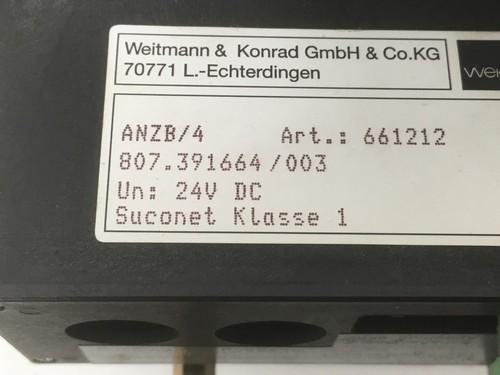 Weitmann & Konrad GmbH & Co.KG
70771 L.-Echterdingen
ANZB/4 Art.: 661212
807.391664/003
Un: 24V DC
Suconet Klasse 1